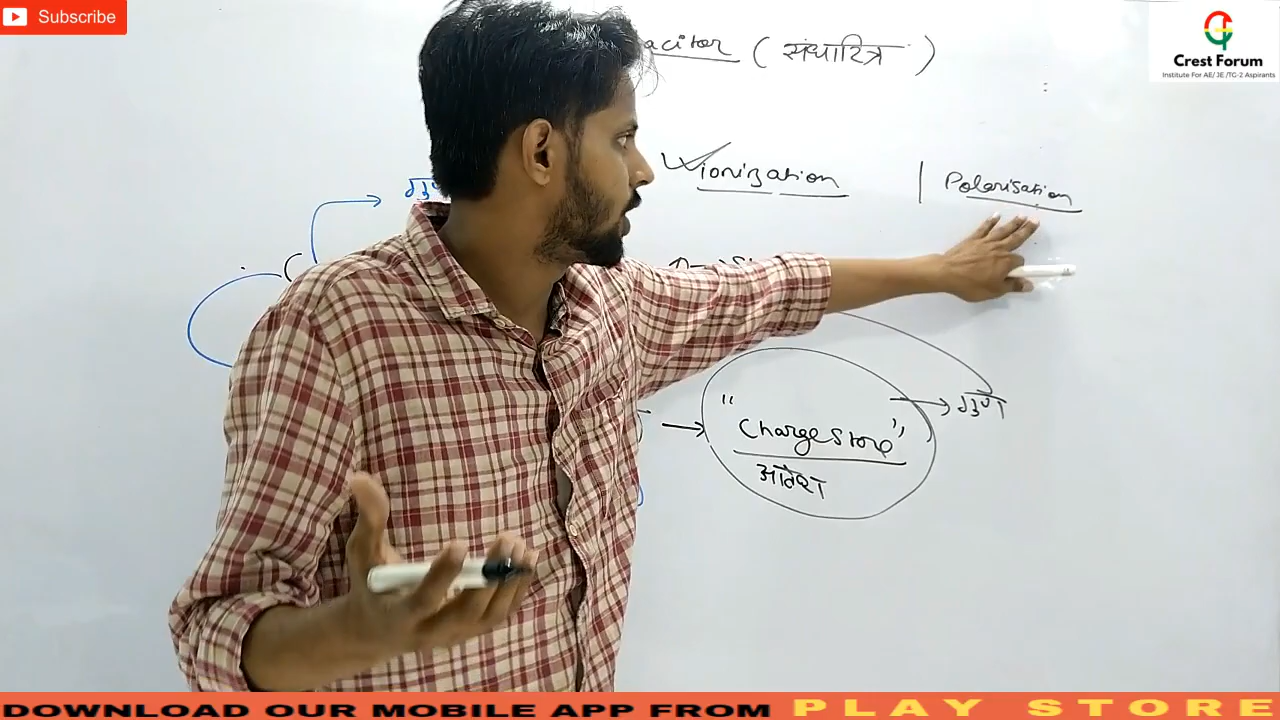 Subscribe
Crest Forum
Institute For AE/ JE /TG-2 Aspirants
acitor ( संधारित्र )
ionization | Polarisation
"Charge Store"
आवेश
DOWNLOAD OUR MOBILE APP FROM PLAY STORE